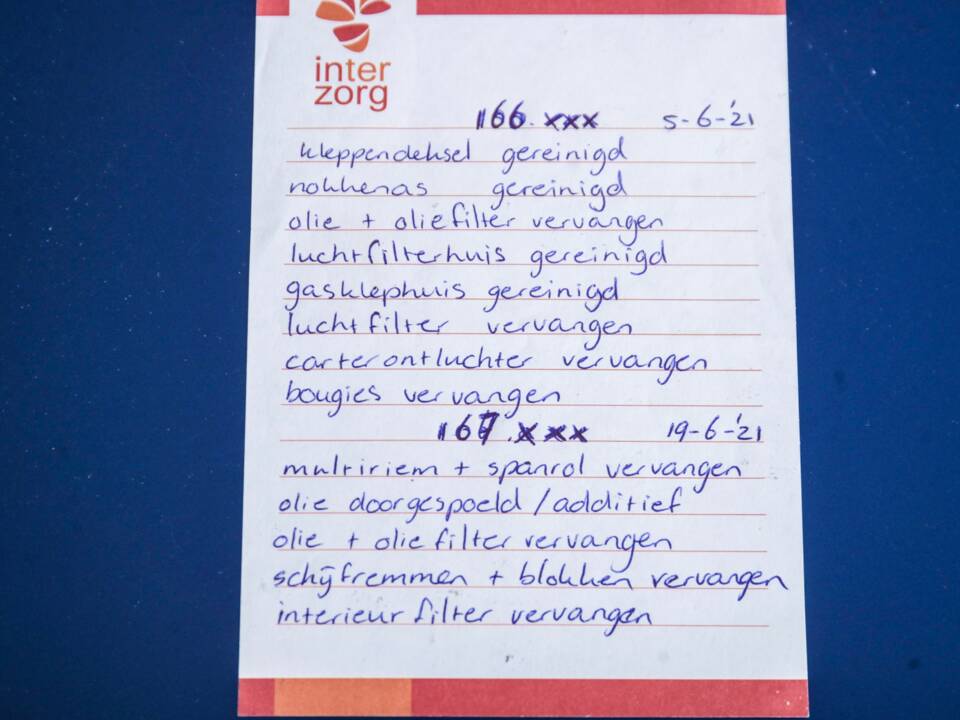 inter
zorg
166.xxx 5-6-'21
kleppendeksel gereinigd
nokkenas gereinigd
olie + oliefilter vervangen
luchtfilterhuis gereinigd
gasklephuis gereinigd
luchtfilter vervangen
carterontluchter vervangen
bougies vervangen
167.xxx 19-6-'21
multiriem + spanrol vervangen
olie doorgespoeld / additief
olie + oliefilter vervangen
schijfremmen + blokken vervangen
interieurfilter vervangen